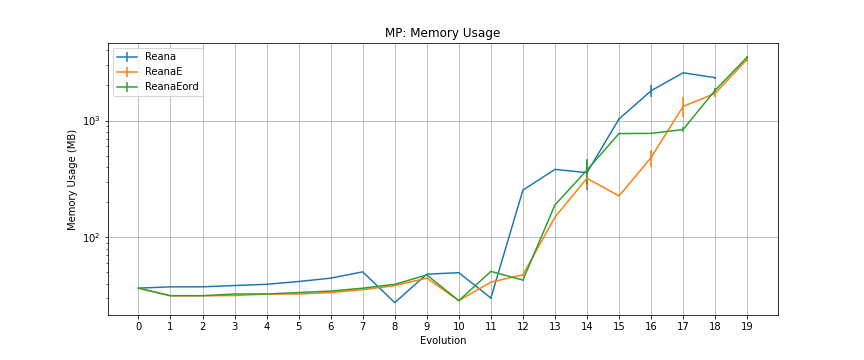 MP: Memory Usage
Reana
ReanaE
ReanaEord
Memory Usage (MB)
10³
10²
0 1 2 3 4 5 6 7 8 9 10 11 12 13 14 15 16 17 18 19
Evolution